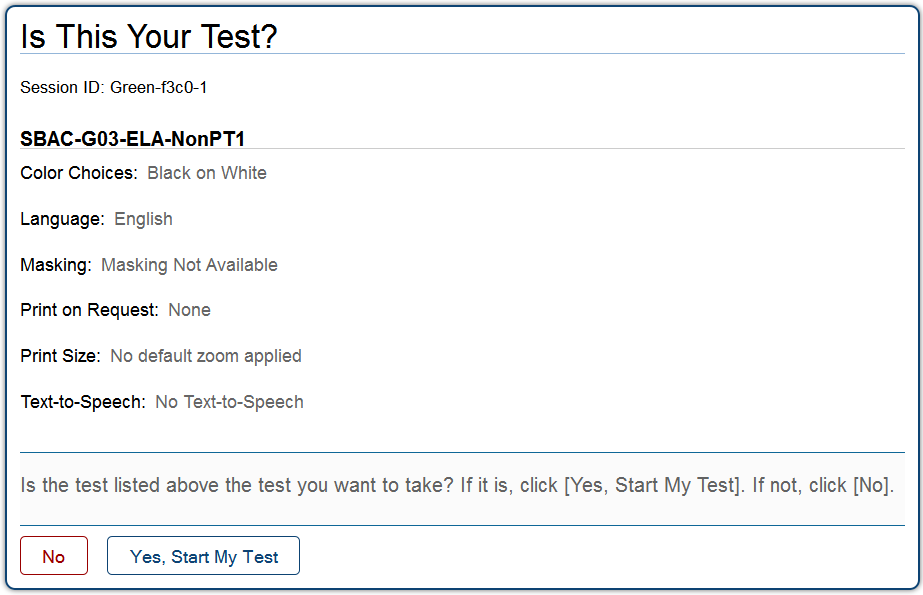 Is This Your Test?
Session ID: Green-f3c0-1
SBAC-G03-ELA-NonPT1
Color Choices: Black on White
Language: English
Masking: Masking Not Available
Print on Request: None
Print Size: No default zoom applied
Text-to-Speech: No Text-to-Speech
Is the test listed above the test you want to take? If it is, click [Yes, Start My Test]. If not, click [No].
No Yes, Start My Test